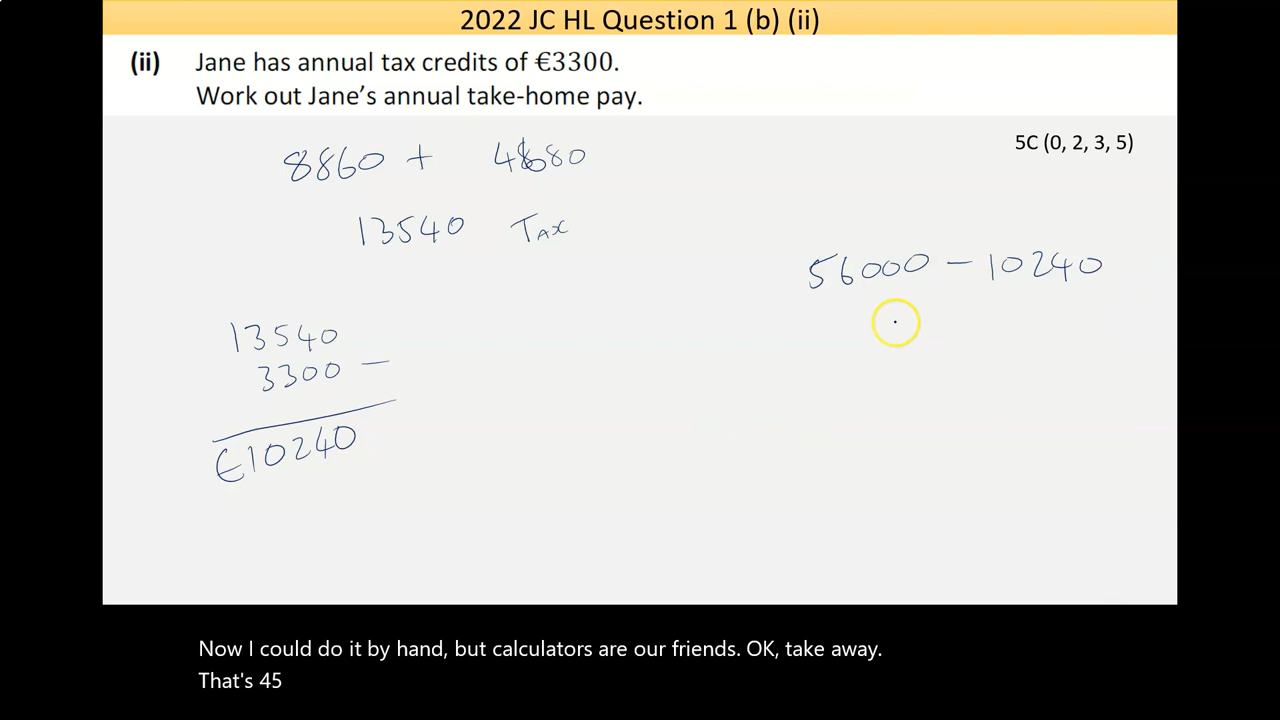 2022 JC HL Question 1 (b) (ii)
(ii) Jane has annual tax credits of €3300.
Work out Jane's annual take-home pay.
5C (0, 2, 3, 5)
8860 + 4680
13540 TAX
56000 - 10240
13540
3300 -
€10240
Now I could do it by hand, but calculators are our friends. OK, take away.
That's 45